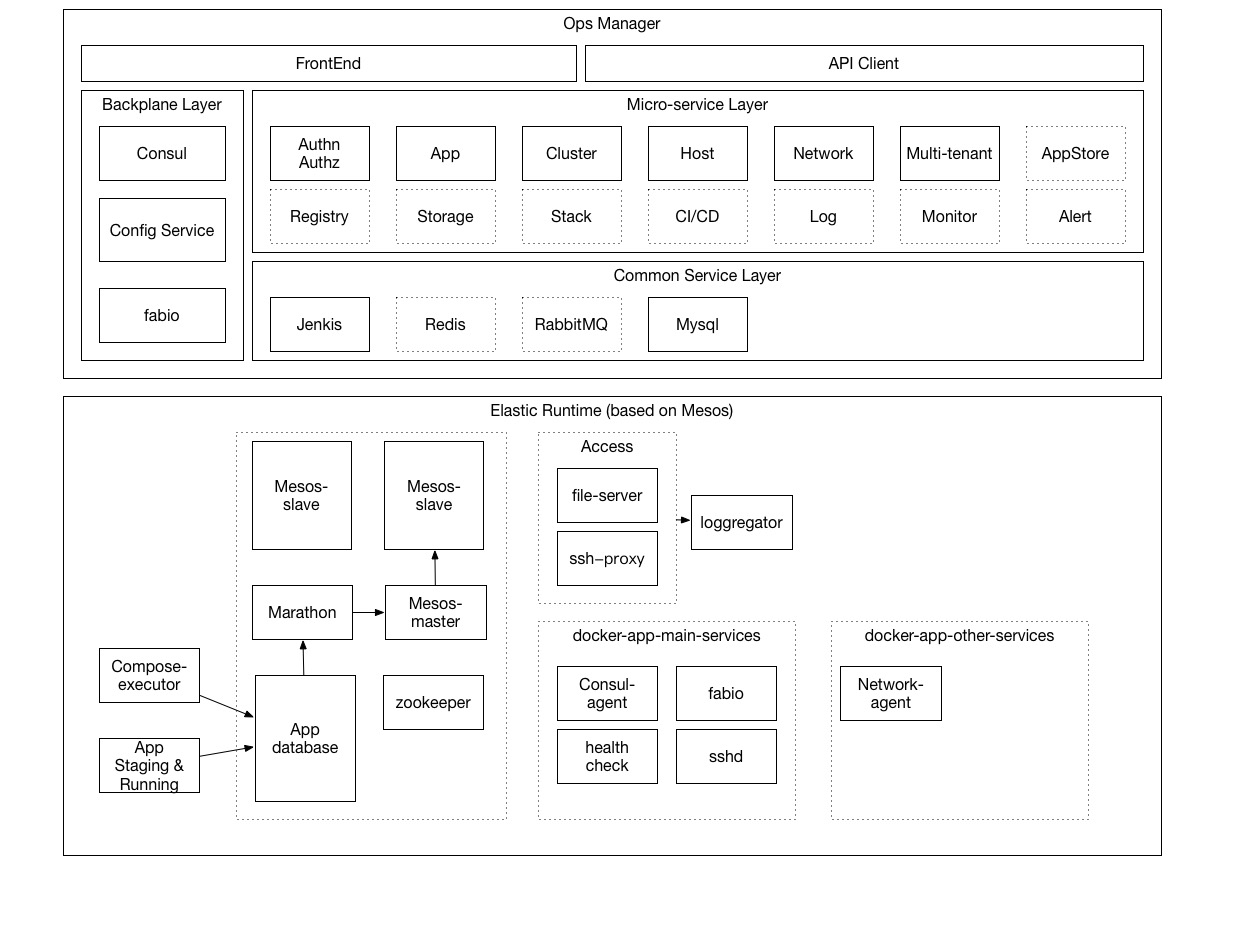 Ops Manager
FrontEnd
API Client
Backplane Layer
Consul
Config Service
fabio
Micro-service Layer
Authn
Authz
App
Cluster
Host
Network
Multi-tenant
AppStore
Registry
Storage
Stack
CI/CD
Log
Monitor
Alert
Common Service Layer
Jenkis
Redis
RabbitMQ
Mysql
Elastic Runtime (based on Mesos)
Mesos-
slave
Mesos-
slave
Marathon
Mesos-
master
Compose-
executor
App
Staging &
Running
App
database
zookeeper
Access
file-server
ssh-proxy
loggregator
docker-app-main-services
Consul-
agent
fabio
health
check
sshd
docker-app-other-services
Network-
agent